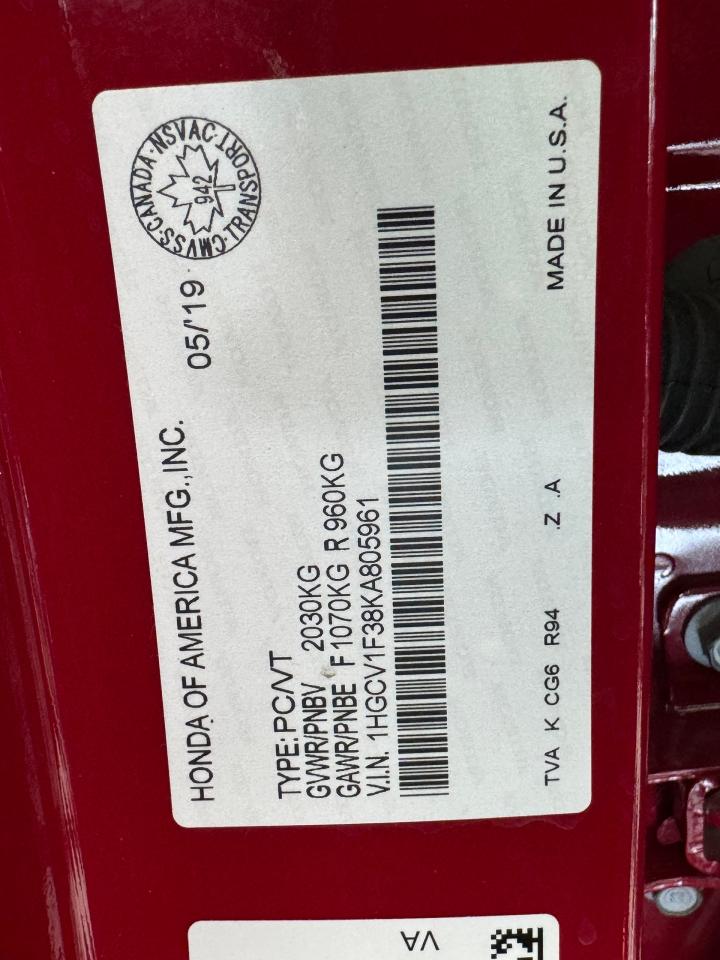 HONDA OF AMERICA MFG., INC. 05/'19
CMVSS·CANADA·NSVAC·TRANSPORT
942
TYPE: PC/VT
GVWR/PNBV 2030KG
GAWR/PNBE F 1070KG R 960KG
V.I.N. 1HGCV1F38KA805961
TVA K CG6 R94 .Z .A MADE IN U.S.A.
VA